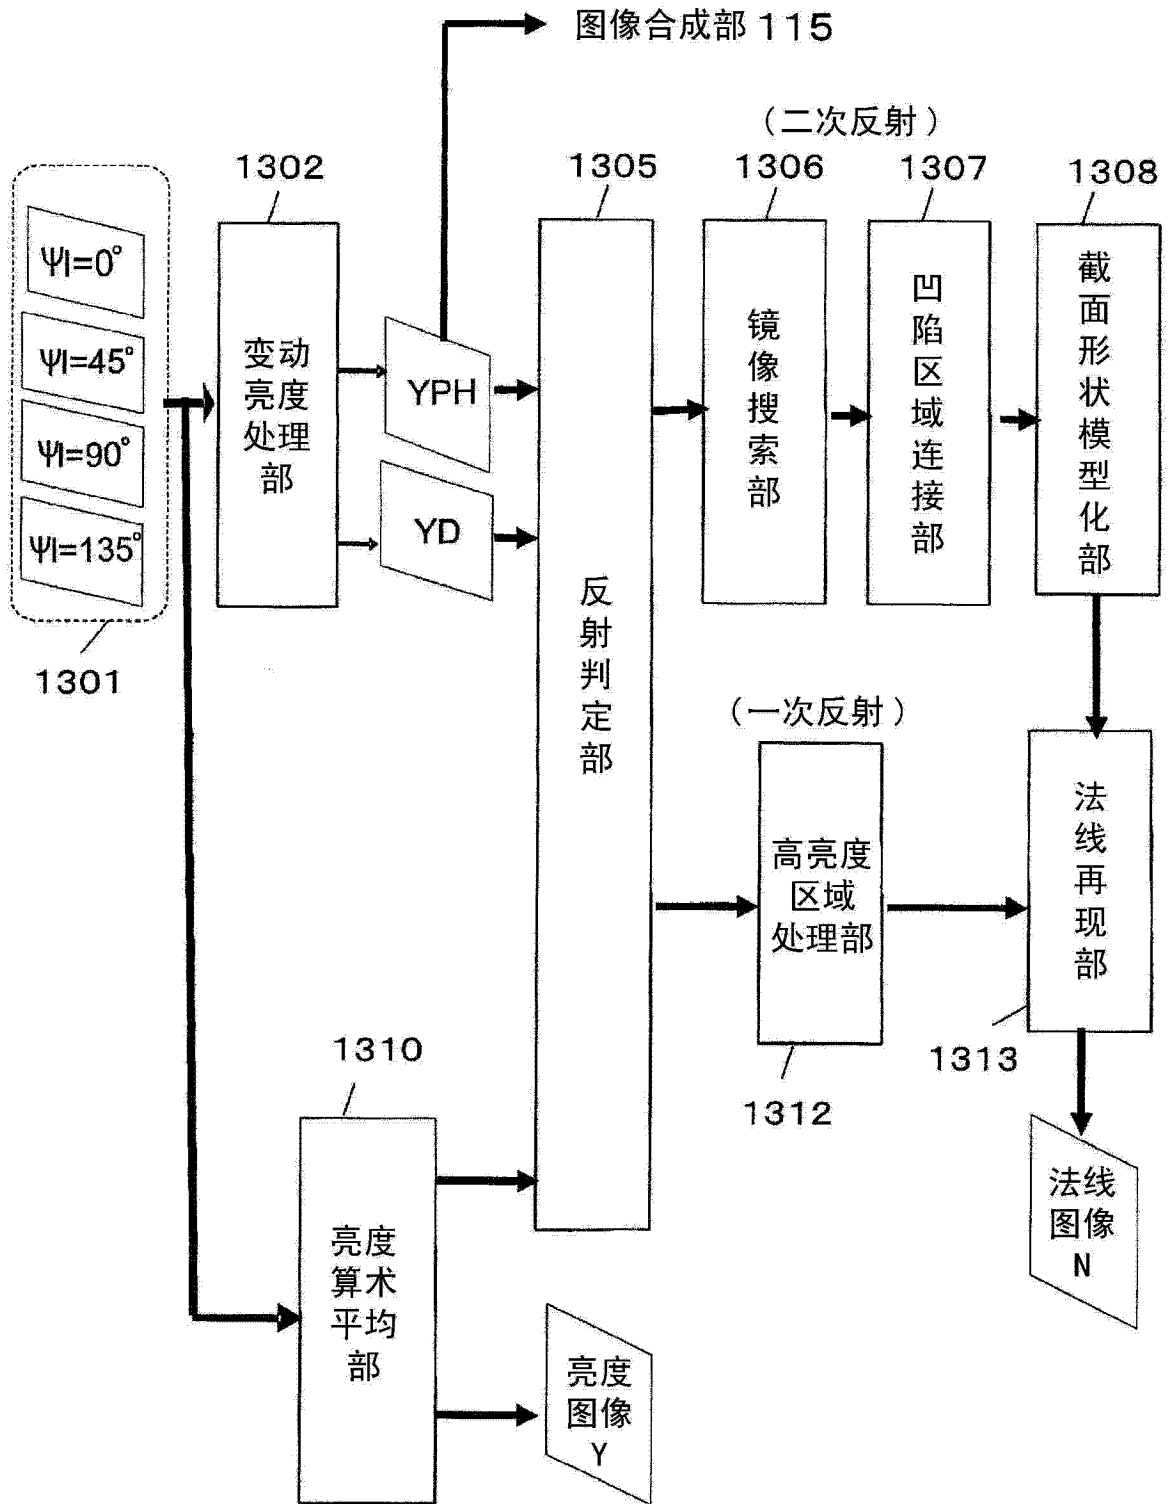 图像合成部 115
(二次反射)
1302
1305
1306
1307
1308
ΨI=0°
ΨI=45°
ΨI=90°
ΨI=135°
1301
变动
亮度
处理
部
YPH
YD
反射判定部
镜像搜索部
凹陷区域连接部
截面形状模型化部
(一次反射)
高亮度
区域
处理部
1312
法线再现部
1313
1310
亮度
算术
平均
部
法线
图像
N
亮度
图像
Y